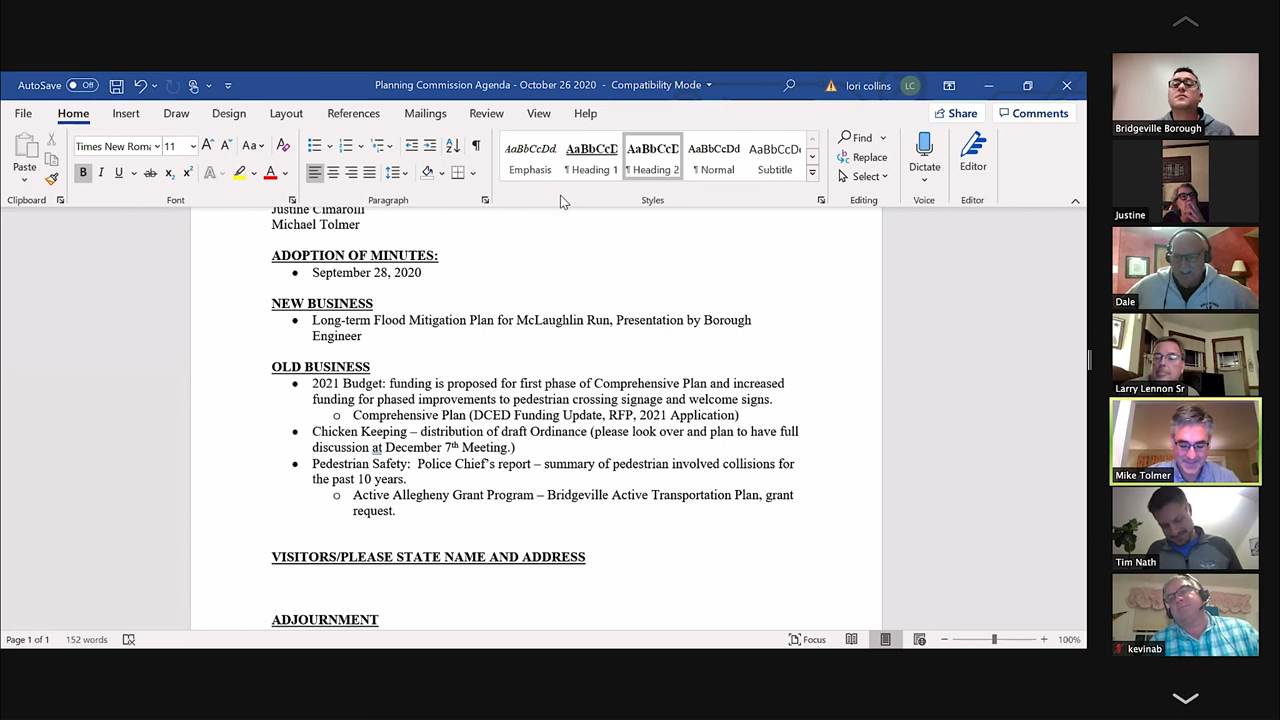 AutoSave Off
Planning Commission Agenda - October 26 2020 - Compatibility Mode
lori collins LC
File Home Insert Draw Design Layout References Mailings Review View Help
Share Comments
Times New Roma 11
Paste
Clipboard
Font
Paragraph
AaBbCcDd. AaBbCcD AaBbCcD AaBbCcDd AaBbCcDd
Emphasis ¶ Heading 1 ¶ Heading 2 ¶ Normal Subtitle
Styles
Find
Replace
Select
Editing
Dictate
Voice
Editor
Editor
Justine Cimarolli
Michael Tolmer
ADOPTION OF MINUTES:
• September 28, 2020
NEW BUSINESS
• Long-term Flood Mitigation Plan for McLaughlin Run, Presentation by Borough
Engineer
OLD BUSINESS
• 2021 Budget: funding is proposed for first phase of Comprehensive Plan and increased
funding for phased improvements to pedestrian crossing signage and welcome signs.
o Comprehensive Plan (DCED Funding Update, RFP, 2021 Application)
• Chicken Keeping – distribution of draft Ordinance (please look over and plan to have full
discussion at December 7th Meeting.)
• Pedestrian Safety: Police Chief's report – summary of pedestrian involved collisions for
the past 10 years.
o Active Allegheny Grant Program – Bridgeville Active Transportation Plan, grant
request.
VISITORS/PLEASE STATE NAME AND ADDRESS
ADJOURNMENT
Page 1 of 1 152 words
Focus
100%
Bridgeville Borough
Justine
Dale
Larry Lennon Sr
Mike Tolmer
Tim Nath
kevinab